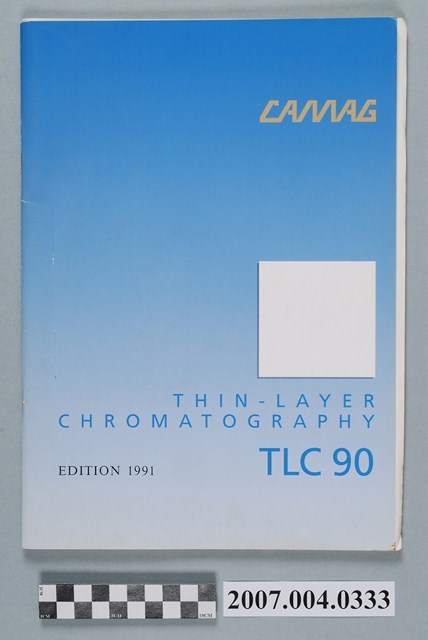 CAMAG
THIN-LAYER
CHROMATOGRAPHY
TLC 90
EDITION 1991
2007.004.0333